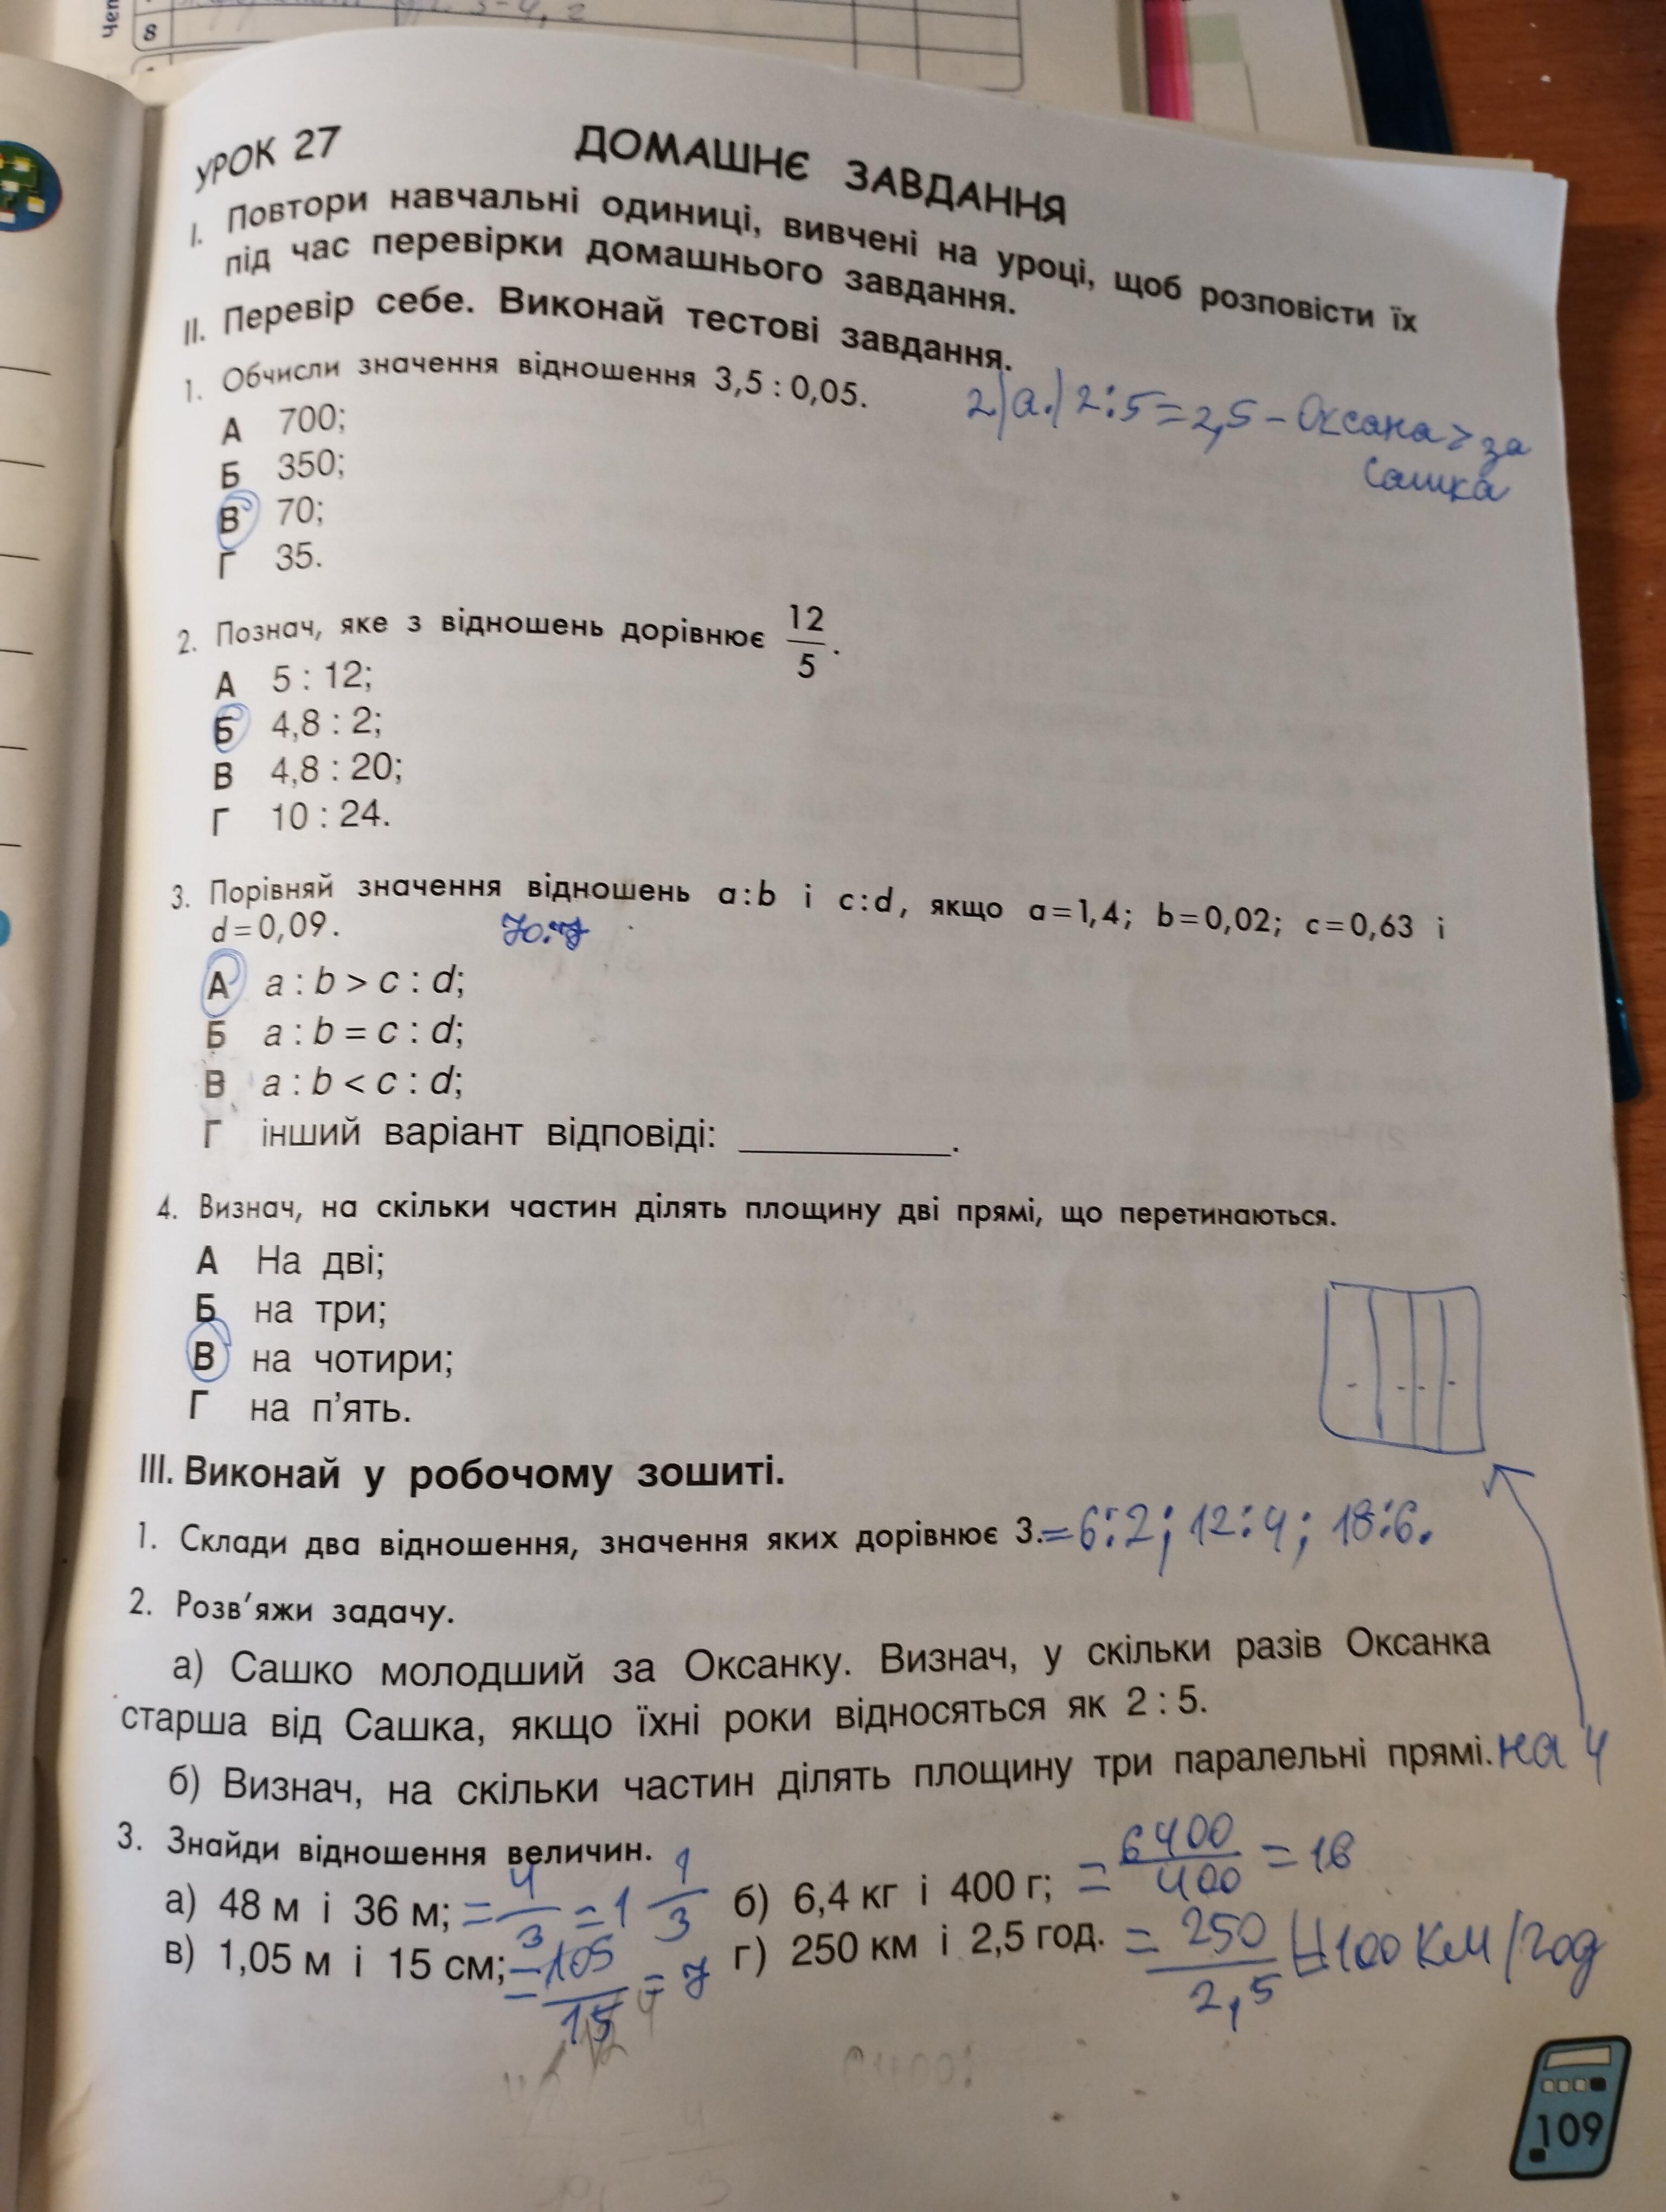 8
УРОК 27
ДОМАШНЄ ЗАВДАННЯ
I. Повтори навчальні одиниці, вивчені на уроці, щоб розповісти їх
під час перевірки домашнього завдання.
II. Перевір себе. Виконай тестові завдання.
1. Обчисли значення відношення 3,5 : 0,05.
2)а.) 2:5=2,5 - Оксана > за
Сашка
А 700;
Б 350;
В 70;
Г 35.
2. Познач, яке з відношень дорівнює 12/5.
А 5 : 12;
Б 4,8 : 2;
В 4,8 : 20;
Г 10 : 24.
3. Порівняй значення відношень a:b і c:d, якщо a=1,4; b=0,02; c=0,63 і
d=0,09.
70:7
А a : b > c : d;
Б a : b = c : d;
В a : b < c : d;
Г інший варіант відповіді: ________.
4. Визнач, на скільки частин ділять площину дві прямі, що перетинаються.
А На дві;
Б на три;
В на чотири;
Г на п'ять.
III. Виконай у робочому зошиті.
1. Склади два відношення, значення яких дорівнює 3. =6:2; 12:4; 18:6.
2. Розв'яжи задачу.
а) Сашко молодший за Оксанку. Визнач, у скільки разів Оксанка
старша від Сашка, якщо їхні роки відносяться як 2 : 5.
б) Визнач, на скільки частин ділять площину три паралельні прямі. на 4
3. Знайди відношення величин.
а) 48 м і 36 м; = 4/3 = 1 1/3 б) 6,4 кг і 400 г; = 6400/400 = 16
в) 1,05 м і 15 см; = 105/15 = 7 г) 250 км і 2,5 год. = 250/2,5 = 100 км/год
109